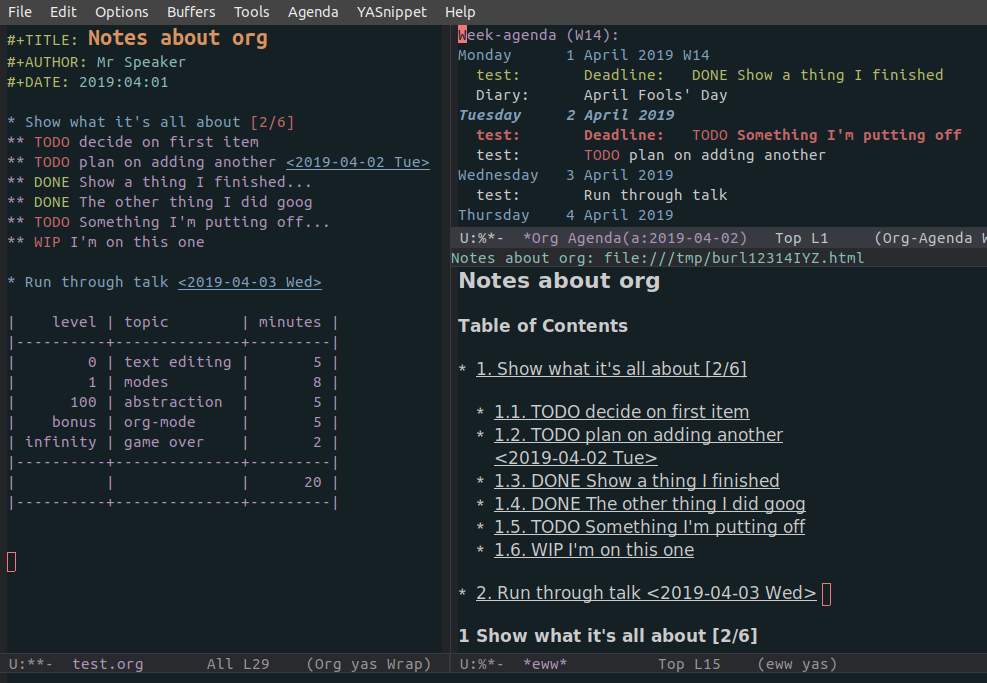 File Edit Options Buffers Tools Agenda YASnippet Help
#+TITLE: Notes about org
#+AUTHOR: Mr Speaker
#+DATE: 2019:04:01
* Show what it's all about [2/6]
** TODO decide on first item
** TODO plan on adding another <2019-04-02 Tue>
** DONE Show a thing I finished...
** DONE The other thing I did goog
** TODO Something I'm putting off...
** WIP I'm on this one
* Run through talk <2019-04-03 Wed>
|    level | topic        | minutes |
|----------+--------------+---------|
|        0 | text editing |       5 |
|        1 | modes        |       8 |
|      100 | abstraction  |       5 |
|    bonus | org-mode     |       5 |
| infinity | game over    |       2 |
|----------+--------------+---------|
|          |              |      20 |
|----------+--------------+---------|
U:**-  test.org       All L29    (Org yas Wrap)
Week-agenda (W14):
Monday      1 April 2019 W14
  test:       Deadline:   DONE Show a thing I finished
  Diary:      April Fools' Day
Tuesday     2 April 2019
  test:       Deadline:   TODO Something I'm putting off
  test:       TODO plan on adding another
Wednesday   3 April 2019
  test:       Run through talk
Thursday    4 April 2019
U:%*-  *Org Agenda(a:2019-04-02)   Top L1     (Org-Agenda W
Notes about org: file:///tmp/burl12314IYZ.html
Notes about org
Table of Contents
* 1. Show what it's all about [2/6]
* 1.1. TODO decide on first item
* 1.2. TODO plan on adding another
<2019-04-02 Tue>
* 1.3. DONE Show a thing I finished
* 1.4. DONE The other thing I did goog
* 1.5. TODO Something I'm putting off
* 1.6. WIP I'm on this one
* 2. Run through talk <2019-04-03 Wed>
1 Show what it's all about [2/6]
U:%*-  *eww*          Top L15    (eww yas)